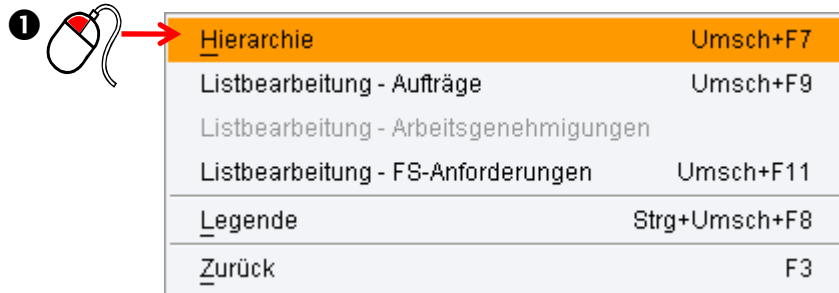 ❶
Hierarchie Umsch+F7
Listbearbeitung - Aufträge Umsch+F9
Listbearbeitung - Arbeitsgenehmigungen
Listbearbeitung - FS-Anforderungen Umsch+F11
Legende Strg+Umsch+F8
Zurück F3